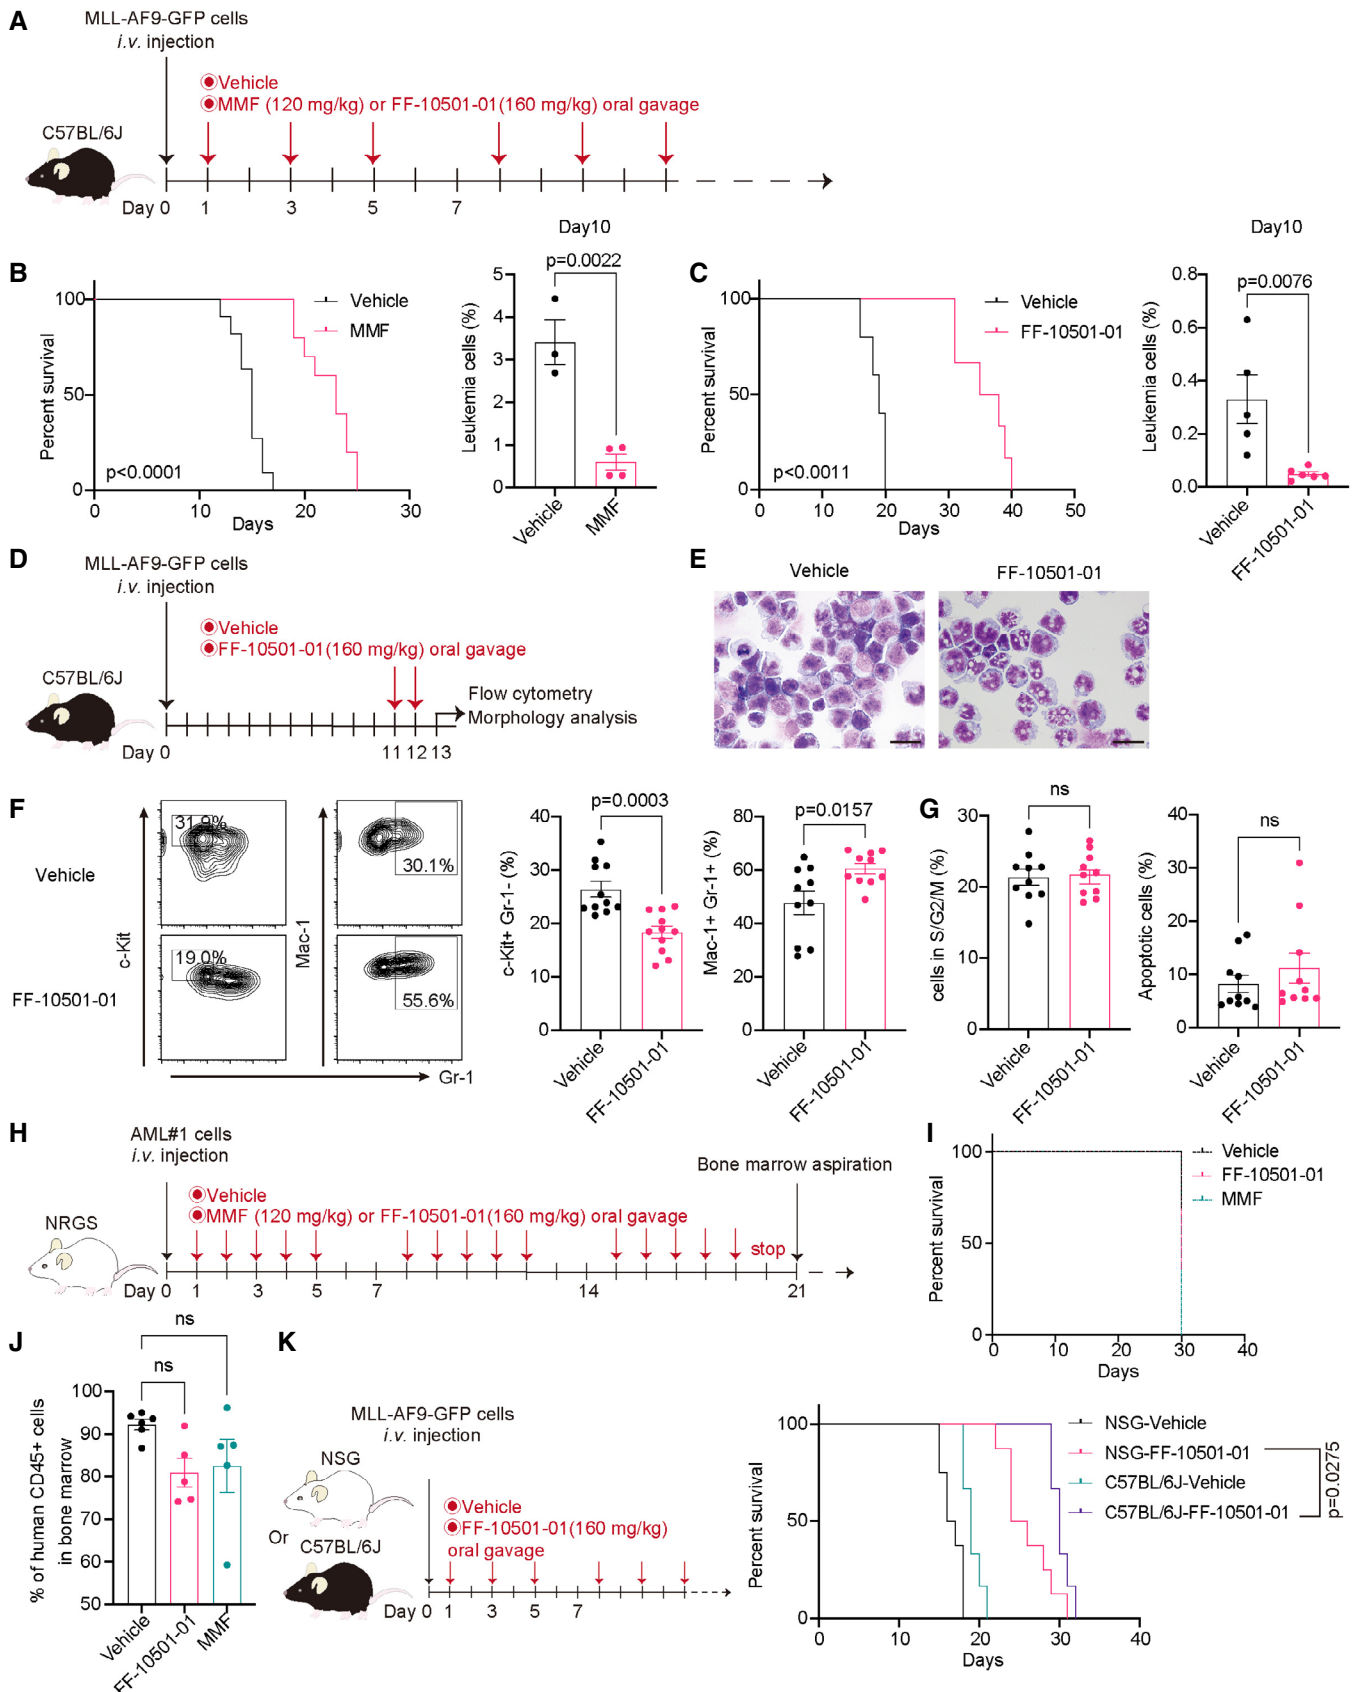 A
MLL-AF9-GFP cells
i.v. injection
Vehicle
MMF (120 mg/kg) or FF-10501-01(160 mg/kg) oral gavage
C57BL/6J
Day 0 1 3 5 7
B
Percent survival
100
50
0
0 10 20 30
Days
p<0.0001
Vehicle
MMF
Day10
p=0.0022
Leukemia cells (%)
5
4
3
2
1
0
Vehicle
MMF
C
Percent survival
100
50
0
0 10 20 30 40 50
Days
p<0.0011
Vehicle
FF-10501-01
Day10
p=0.0076
Leukemia cells (%)
0.8
0.6
0.4
0.2
0.0
Vehicle
FF-10501-01
D
MLL-AF9-GFP cells
i.v. injection
Vehicle
FF-10501-01(160 mg/kg) oral gavage
C57BL/6J
Flow cytometry
Morphology analysis
Day 0 11 12 13
E
Vehicle
FF-10501-01
F
Vehicle
FF-10501-01
c-Kit
31.9%
19.0%
Mac-1
30.1%
55.6%
Gr-1
p=0.0003
c-Kit+ Gr-1- (%)
40
30
20
10
0
Vehicle
FF-10501-01
p=0.0157
Mac-1+ Gr-1+ (%)
80
60
40
20
0
Vehicle
FF-10501-01
G
ns
cells in S/G2/M (%)
30
20
10
0
Vehicle
FF-10501-01
ns
Apoptotic cells (%)
40
30
20
10
0
Vehicle
FF-10501-01
H
AML#1 cells
i.v. injection
Bone marrow aspiration
Vehicle
MMF (120 mg/kg) or FF-10501-01(160 mg/kg) oral gavage
NRGS
stop
Day 0 1 3 5 7 14 21
I
Percent survival
100
50
0
0 10 20 30 40
Days
Vehicle
FF-10501-01
MMF
J
ns
ns
% of human CD45+ cells
in bone marrow
100
90
80
70
60
50
Vehicle
FF-10501-01
MMF
K
MLL-AF9-GFP cells
i.v. injection
NSG
Or
C57BL/6J
Vehicle
FF-10501-01(160 mg/kg)
oral gavage
Day 0 1 3 5 7
Percent survival
100
50
0
0 10 20 30 40
Days
NSG-Vehicle
NSG-FF-10501-01
C57BL/6J-Vehicle
C57BL/6J-FF-10501-01
p=0.0275